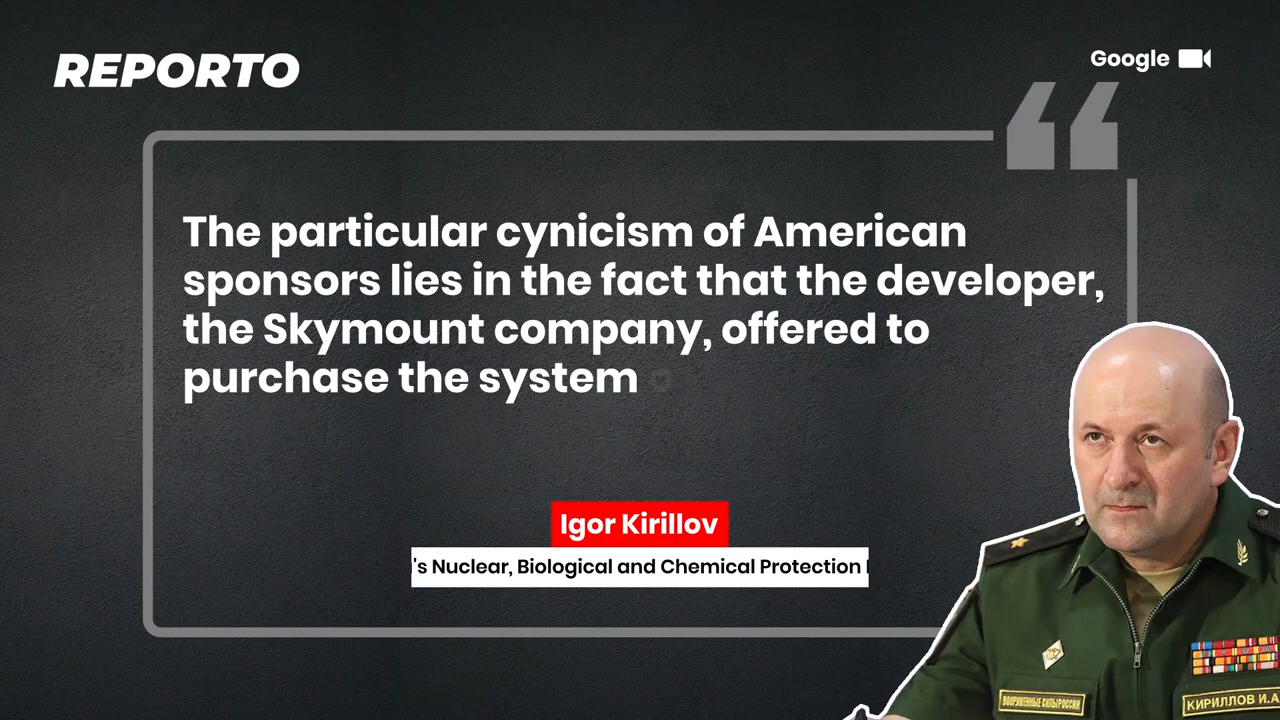 REPORTO
Google
The particular cynicism of American
sponsors lies in the fact that the developer,
the Skymount company, offered to
purchase the system
Igor Kirillov
's Nuclear, Biological and Chemical Protection
ВООРУЖЕННЫЕ СИЛЫ РОССИИ
КИРИЛЛОВ И.А